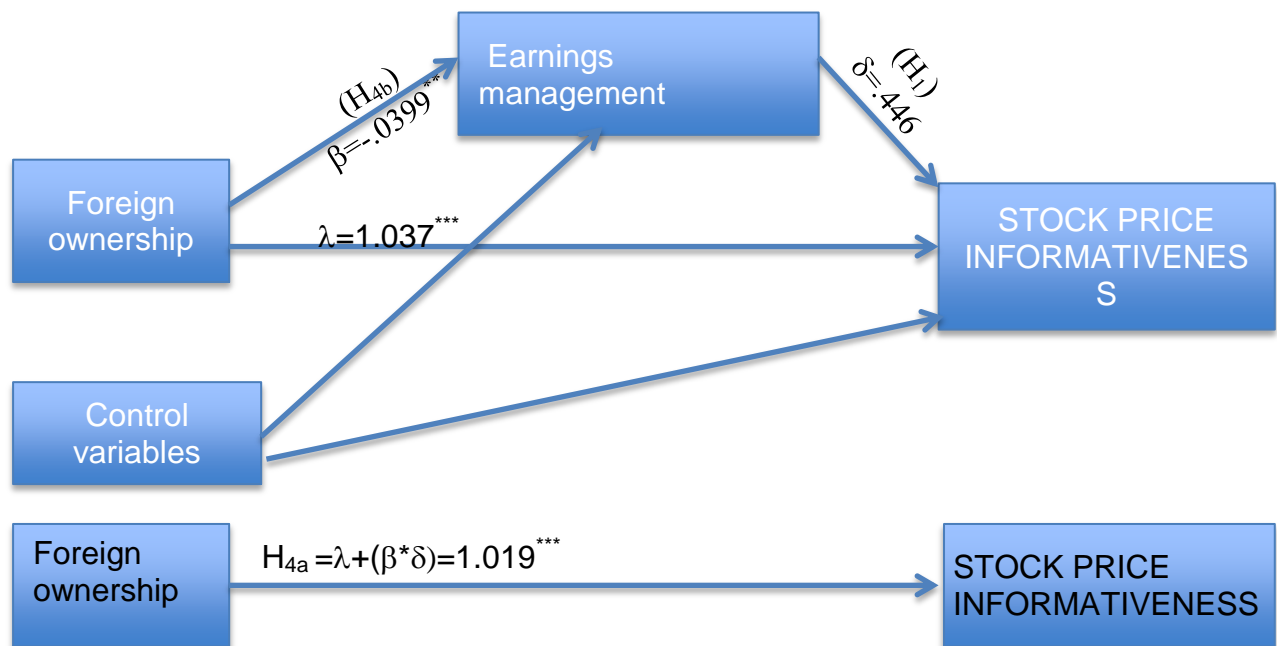 Earnings
management
(H4b)
β=-.0399**
(H1)
δ=.446
Foreign
ownership
λ=1.037***
STOCK PRICE
INFORMATIVENES
S
Control
variables
Foreign
ownership
H4a =λ+(β*δ)=1.019***
STOCK PRICE
INFORMATIVENESS